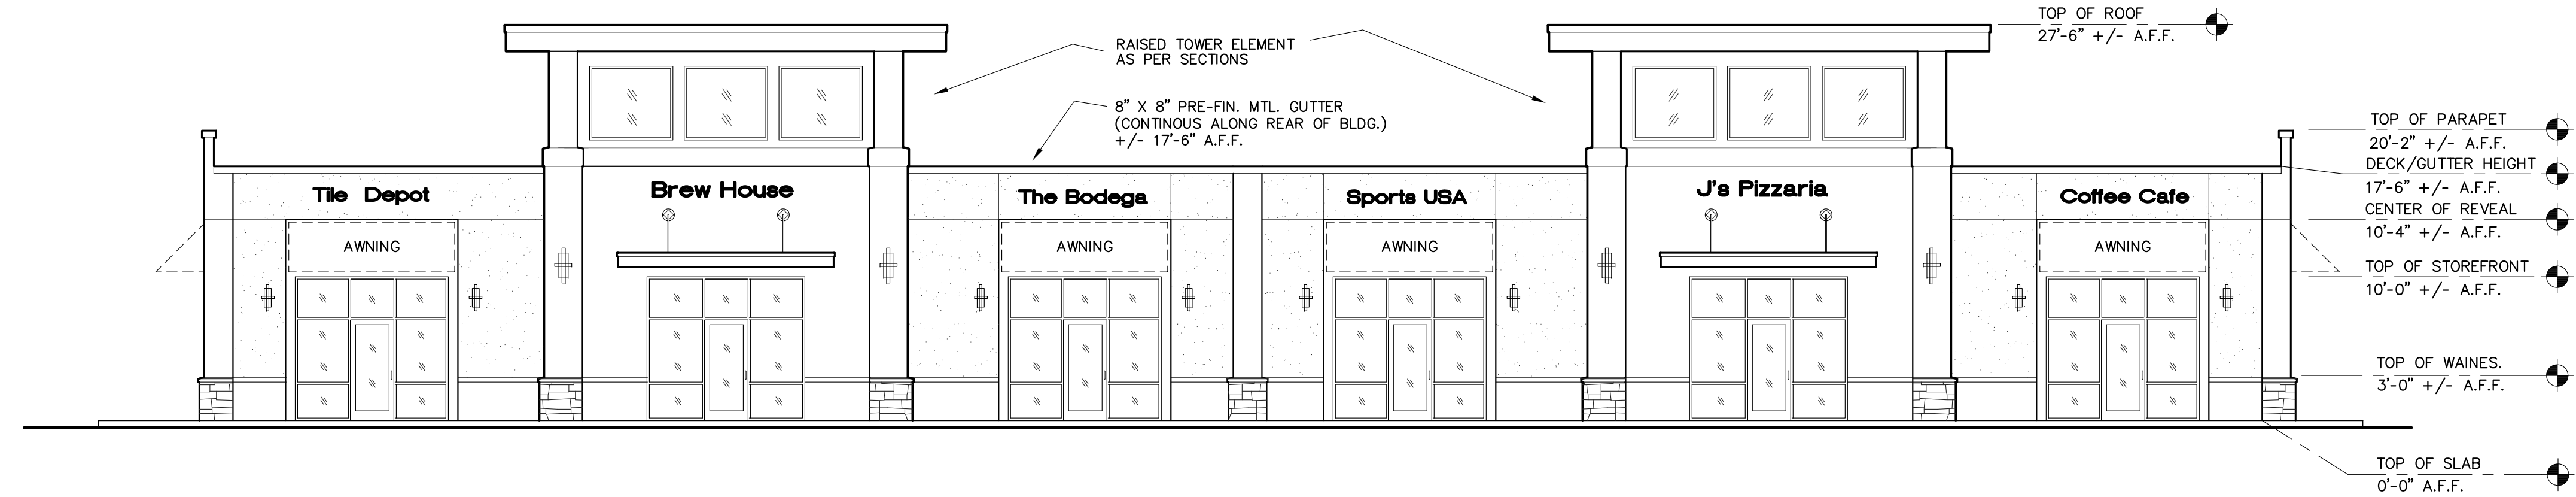 TOP OF ROOF
27'-6" +/- A.F.F.
RAISED TOWER ELEMENT
AS PER SECTIONS
8" X 8" PRE-FIN. MTL. GUTTER
(CONTINOUS ALONG REAR OF BLDG.)
+/- 17'-6" A.F.F.
TOP OF PARAPET
20'-2" +/- A.F.F.
DECK/GUTTER HEIGHT
17'-6" +/- A.F.F.
CENTER OF REVEAL
10'-4" +/- A.F.F.
TOP OF STOREFRONT
10'-0" +/- A.F.F.
TOP OF WAINES.
3'-0" +/- A.F.F.
TOP OF SLAB
0'-0" A.F.F.
Tile Depot
Brew House
The Bodega
Sports USA
J's Pizzaria
Coffee Cafe
AWNING
AWNING
AWNING
AWNING